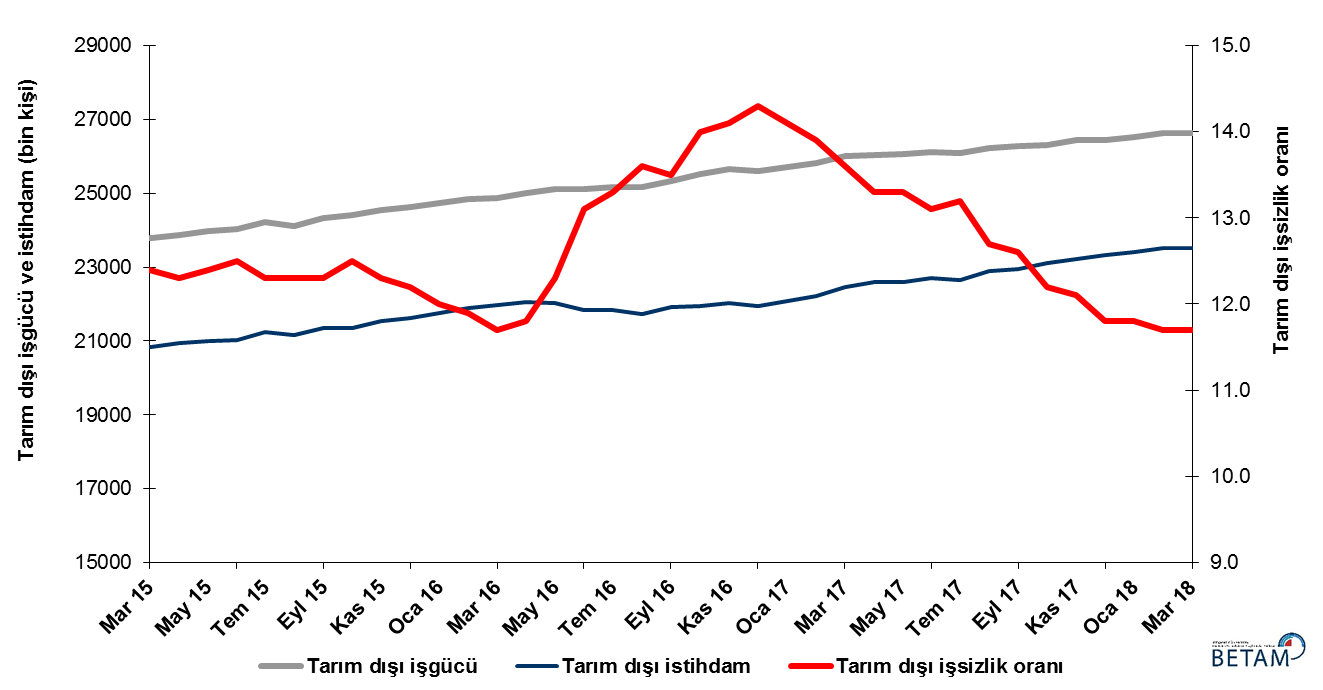 Tarım dışı işgücü ve istihdam (bin kişi)
29000
27000
25000
23000
21000
19000
17000
15000
15.0
14.0
13.0
12.0
11.0
10.0
9.0
Tarım dışı işsizlik oranı
Mar 15
May 15
Tem 15
Eyl 15
Kas 15
Oca 16
Mar 16
May 16
Tem 16
Eyl 16
Kas 16
Oca 17
Mar 17
May 17
Tem 17
Eyl 17
Kas 17
Oca 18
Mar 18
Tarım dışı işgücü
Tarım dışı istihdam
Tarım dışı işsizlik oranı
BETAM